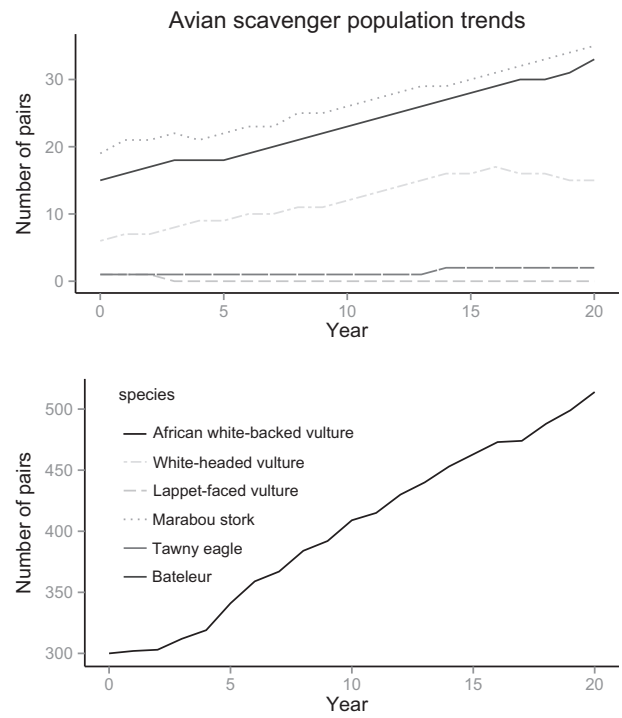 Avian scavenger population trends
Number of pairs
30
20
10
0
0 5 10 15 20
Year
Number of pairs
500
450
400
350
300
species
African white-backed vulture
White-headed vulture
Lappet-faced vulture
Marabou stork
Tawny eagle
Bateleur
0 5 10 15 20
Year